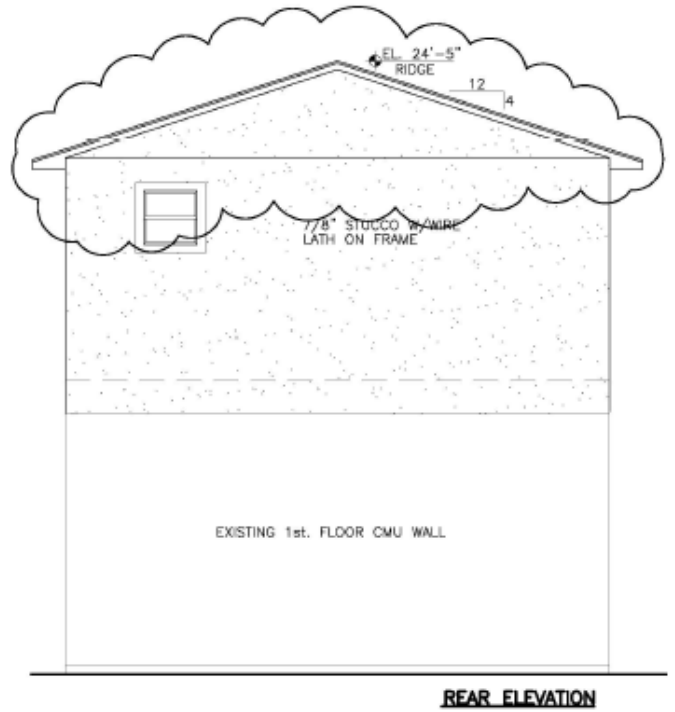 EL. 24'-5"
RIDGE
12
4
7/8" STUCCO W/WIRE
LATH ON FRAME
EXISTING 1st. FLOOR CMU WALL
REAR ELEVATION